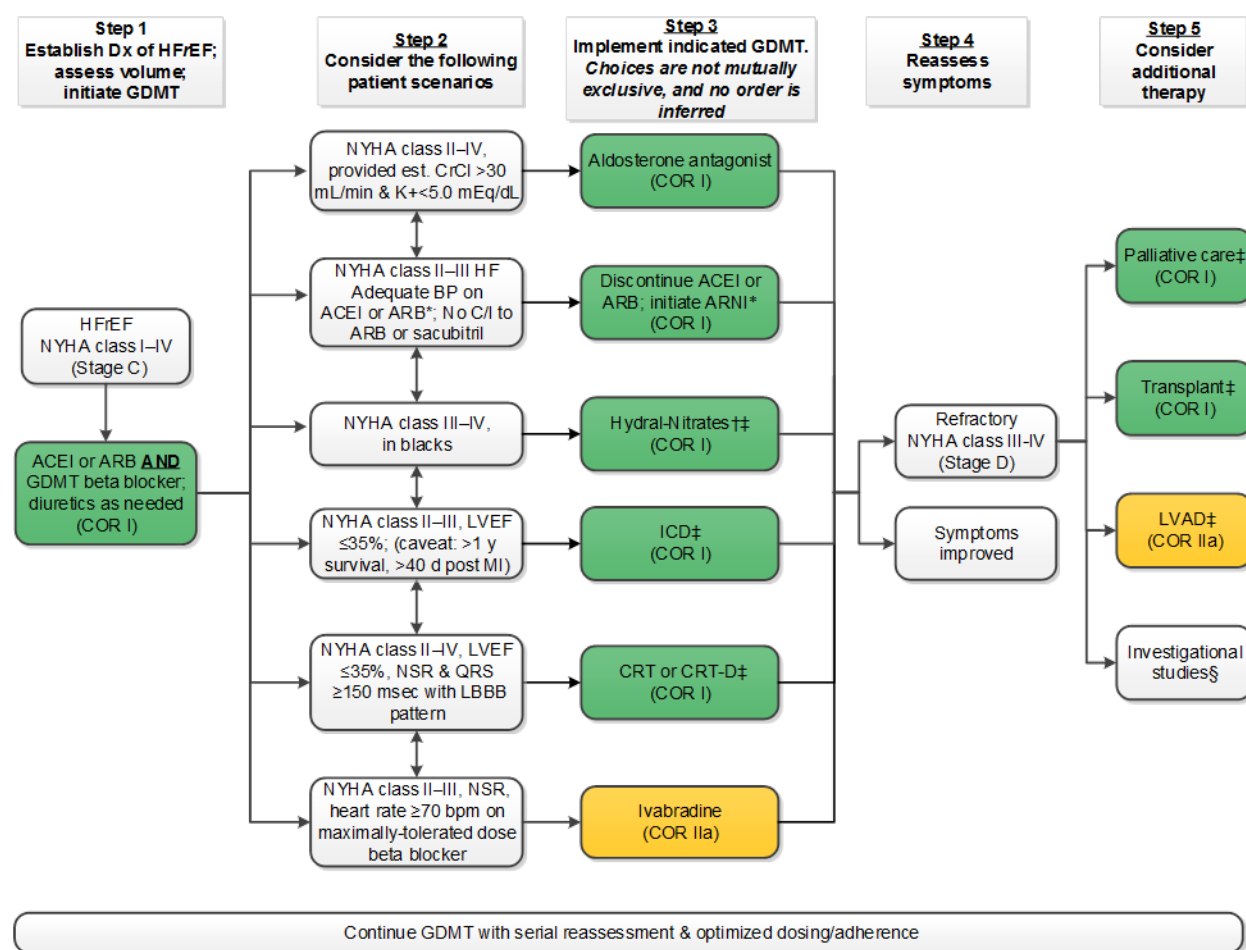 Step 1
Establish Dx of HFrEF;
assess volume;
initiate GDMT
Step 2
Consider the following
patient scenarios
Step 3
Implement indicated GDMT.
Choices are not mutually
exclusive, and no order is
inferred
Step 4
Reassess
symptoms
Step 5
Consider
additional
therapy
HFrEF
NYHA class I–IV
(Stage C)
ACEI or ARB AND
GDMT beta blocker;
diuretics as needed
(COR I)
NYHA class II–IV,
provided est. CrCl >30
mL/min & K+<5.0 mEq/dL
Aldosterone antagonist
(COR I)
NYHA class II–III HF
Adequate BP on
ACEI or ARB*; No C/I to
ARB or sacubitril
Discontinue ACEI or
ARB; initiate ARNI*
(COR I)
NYHA class III–IV,
in blacks
Hydral-Nitrates†‡
(COR I)
NYHA class II–III, LVEF
≤35%; (caveat: >1 y
survival, >40 d post MI)
ICD‡
(COR I)
NYHA class II–IV, LVEF
≤35%, NSR & QRS
≥150 msec with LBBB
pattern
CRT or CRT-D‡
(COR I)
NYHA class II–III, NSR,
heart rate ≥70 bpm on
maximally-tolerated dose
beta blocker
Ivabradine
(COR IIa)
Refractory
NYHA class III-IV
(Stage D)
Symptoms
improved
Palliative care‡
(COR I)
Transplant‡
(COR I)
LVAD‡
(COR IIa)
Investigational
studies§
Continue GDMT with serial reassessment & optimized dosing/adherence